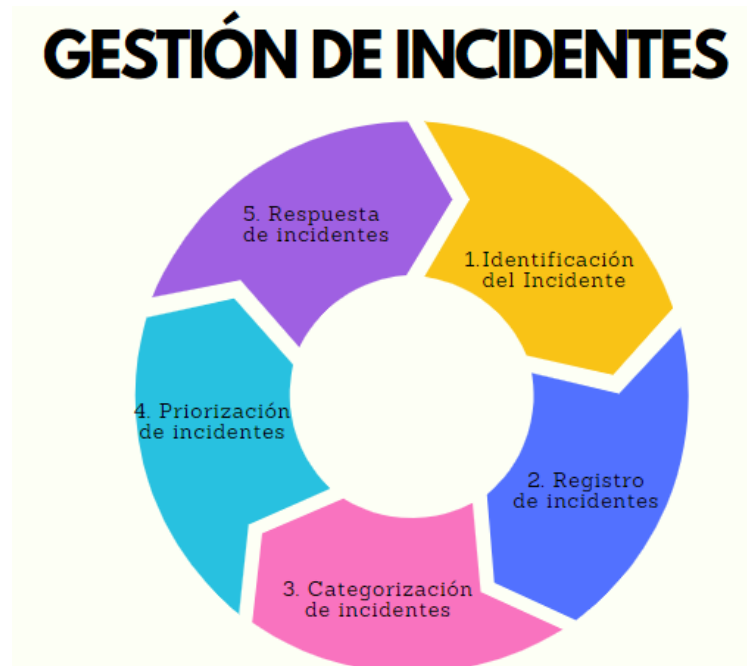 GESTIÓN DE INCIDENTES
1.Identificación
del Incidente
2. Registro
de incidentes
3. Categorización
de incidentes
4. Priorización
de incidentes
5. Respuesta
de incidentes